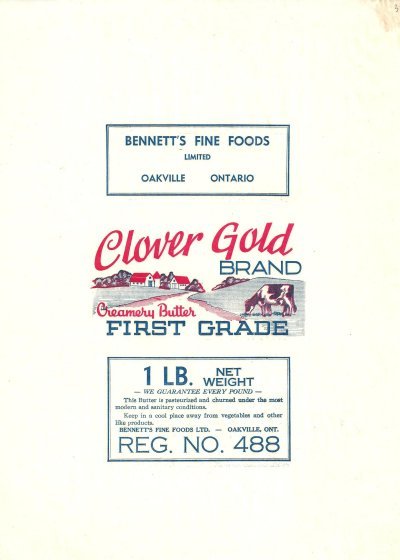 BENNETT'S FINE FOODS
LIMITED
OAKVILLE ONTARIO
Clover Gold
BRAND
Creamery Butter
FIRST GRADE
1 LB. NET WEIGHT
— WE GUARANTEE EVERY POUND —
This Butter is pasteurized and churned under the most
modern and sanitary conditions.
Keep in a cool place away from vegetables and other
like products.
BENNETT'S FINE FOODS LTD. — OAKVILLE, ONT.
REG. NO. 488